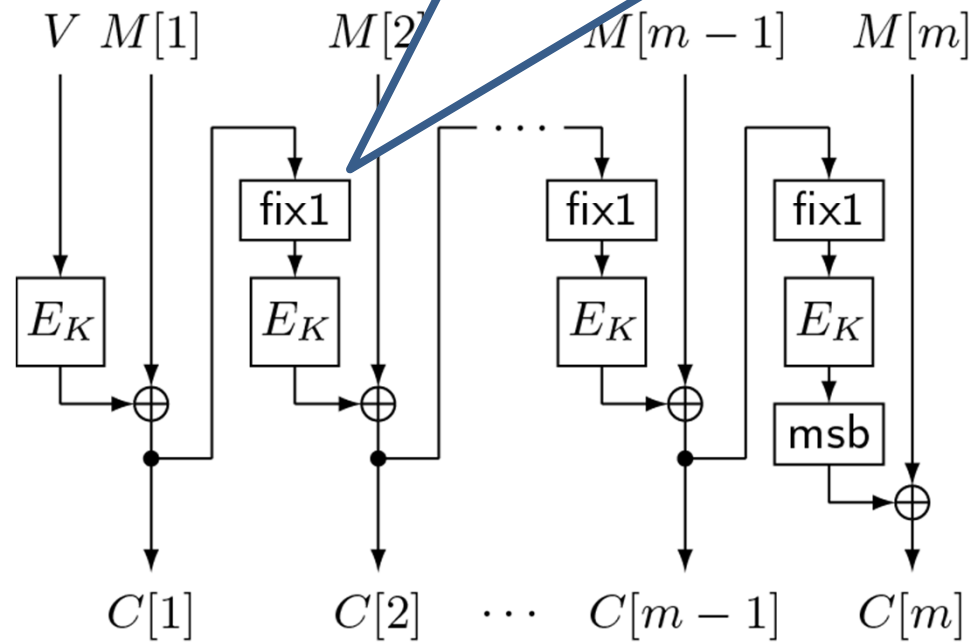 V M[1] M[2] M[m − 1] M[m]
· · ·
fix1 fix1 fix1
E_K E_K E_K E_K
msb
C[1] C[2] · · · C[m − 1] C[m]